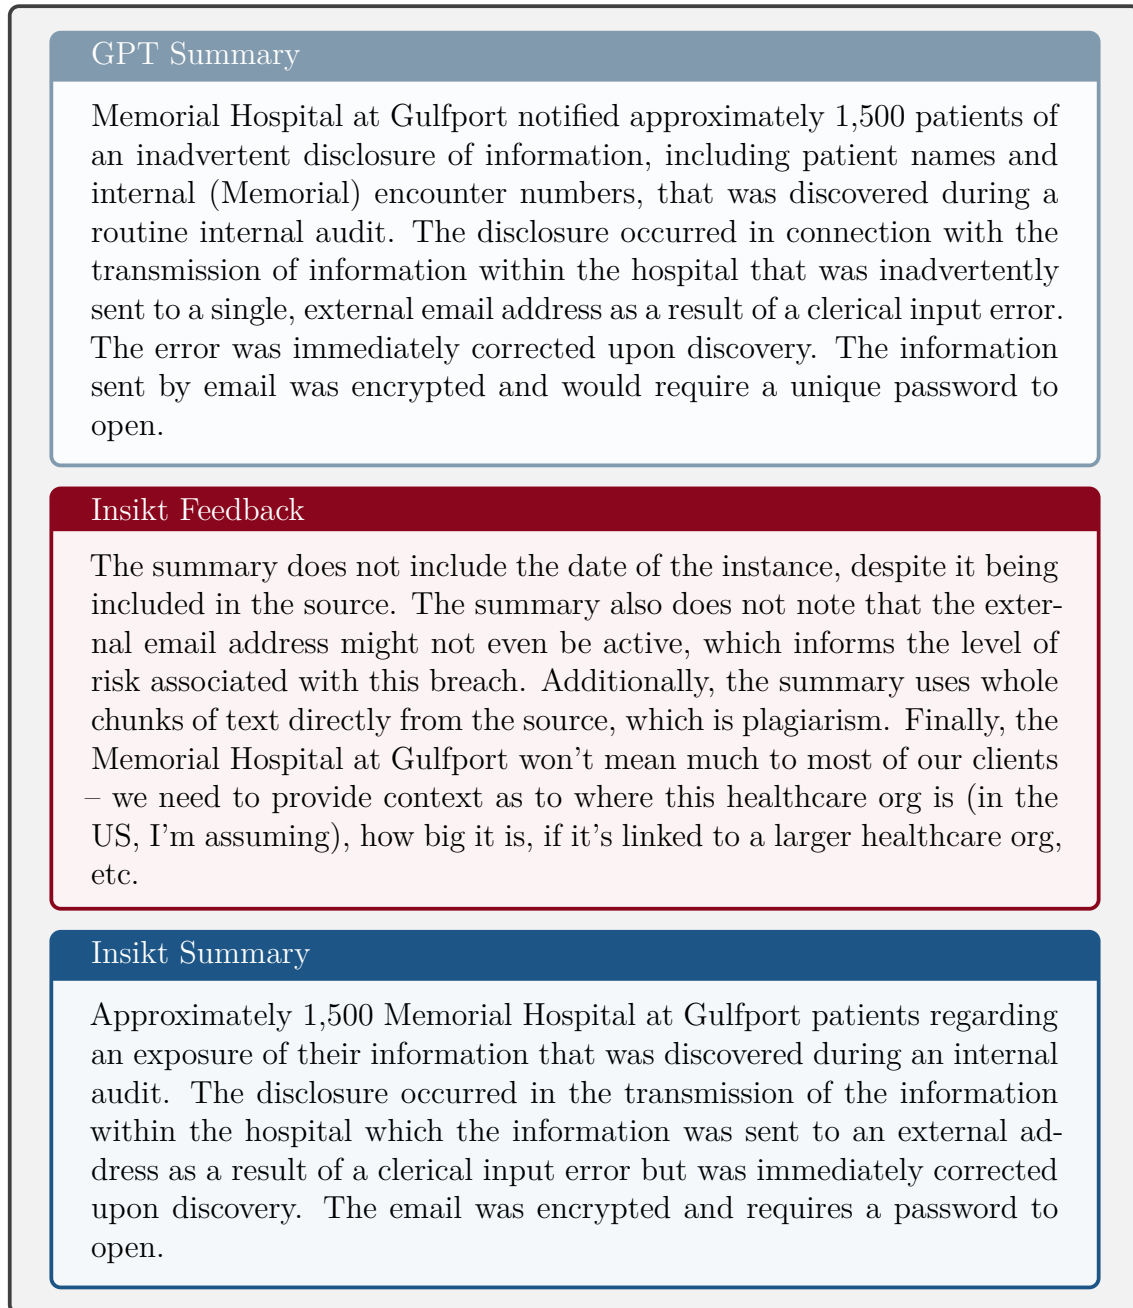 GPT Summary
Memorial Hospital at Gulfport notified approximately 1,500 patients of
an inadvertent disclosure of information, including patient names and
internal (Memorial) encounter numbers, that was discovered during a
routine internal audit. The disclosure occurred in connection with the
transmission of information within the hospital that was inadvertently
sent to a single, external email address as a result of a clerical input error.
The error was immediately corrected upon discovery. The information
sent by email was encrypted and would require a unique password to
open.
Insikt Feedback
The summary does not include the date of the instance, despite it being
included in the source. The summary also does not note that the exter-
nal email address might not even be active, which informs the level of
risk associated with this breach. Additionally, the summary uses whole
chunks of text directly from the source, which is plagiarism. Finally, the
Memorial Hospital at Gulfport won't mean much to most of our clients
– we need to provide context as to where this healthcare org is (in the
US, I'm assuming), how big it is, if it's linked to a larger healthcare org,
etc.
Insikt Summary
Approximately 1,500 Memorial Hospital at Gulfport patients regarding
an exposure of their information that was discovered during an internal
audit. The disclosure occurred in the transmission of the information
within the hospital which the information was sent to an external ad-
dress as a result of a clerical input error but was immediately corrected
upon discovery. The email was encrypted and requires a password to
open.